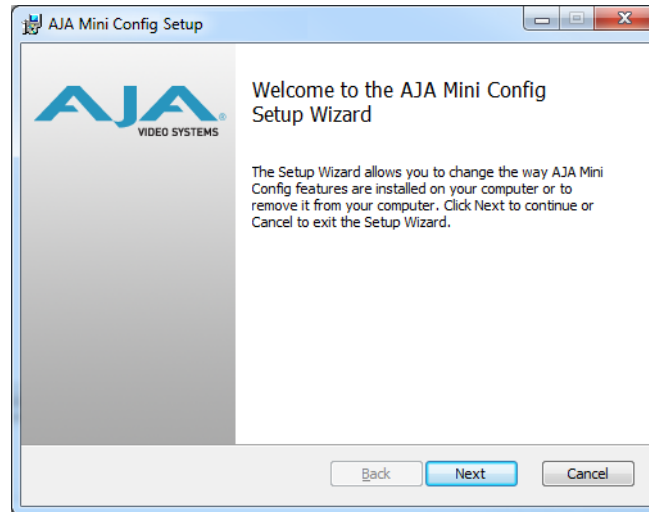 AJA Mini Config Setup
AJA®
VIDEO SYSTEMS
Welcome to the AJA Mini Config
Setup Wizard
The Setup Wizard allows you to change the way AJA Mini
Config features are installed on your computer or to
remove it from your computer. Click Next to continue or
Cancel to exit the Setup Wizard.
Back
Next
Cancel